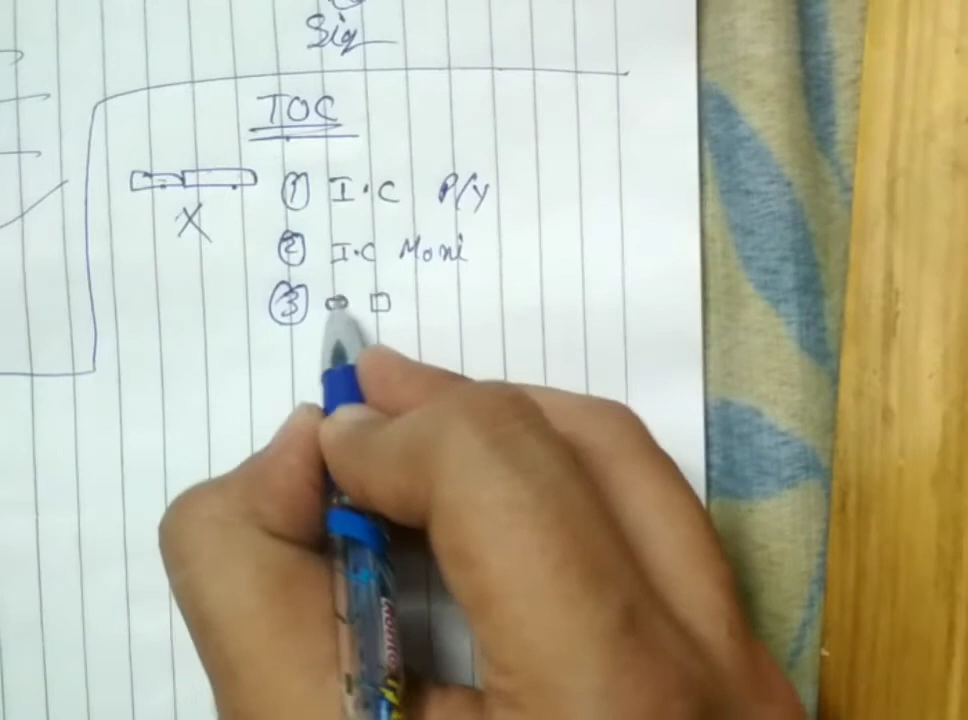 Sig
TOC
① I.C P/Y
X
② I.C Moni
③